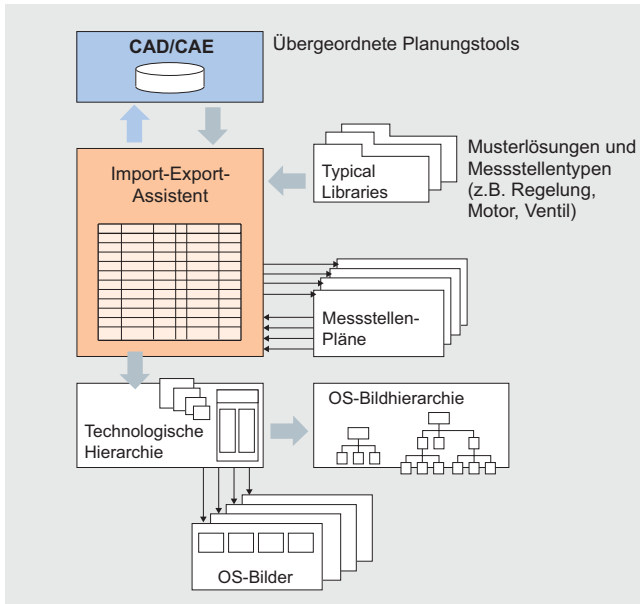 CAD/CAE
Übergeordnete Planungstools
Import-Export-
Assistent
Typical
Libraries
Musterlösungen und
Messstellentypen
(z.B. Regelung,
Motor, Ventil)
Messstellen-
Pläne
Technologische
Hierarchie
OS-Bildhierarchie
OS-Bilder